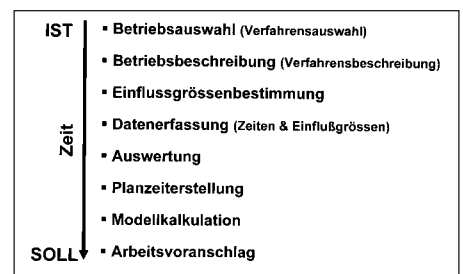 IST
▪ Betriebsauswahl (Verfahrensauswahl)
▪ Betriebsbeschreibung (Verfahrensbeschreibung)
▪ Einflussgrössenbestimmung
▪ Datenerfassung (Zeiten & Einflußgrössen)
Zeit
▪ Auswertung
▪ Planzeiterstellung
▪ Modellkalkulation
SOLL
▪ Arbeitsvoranschlag